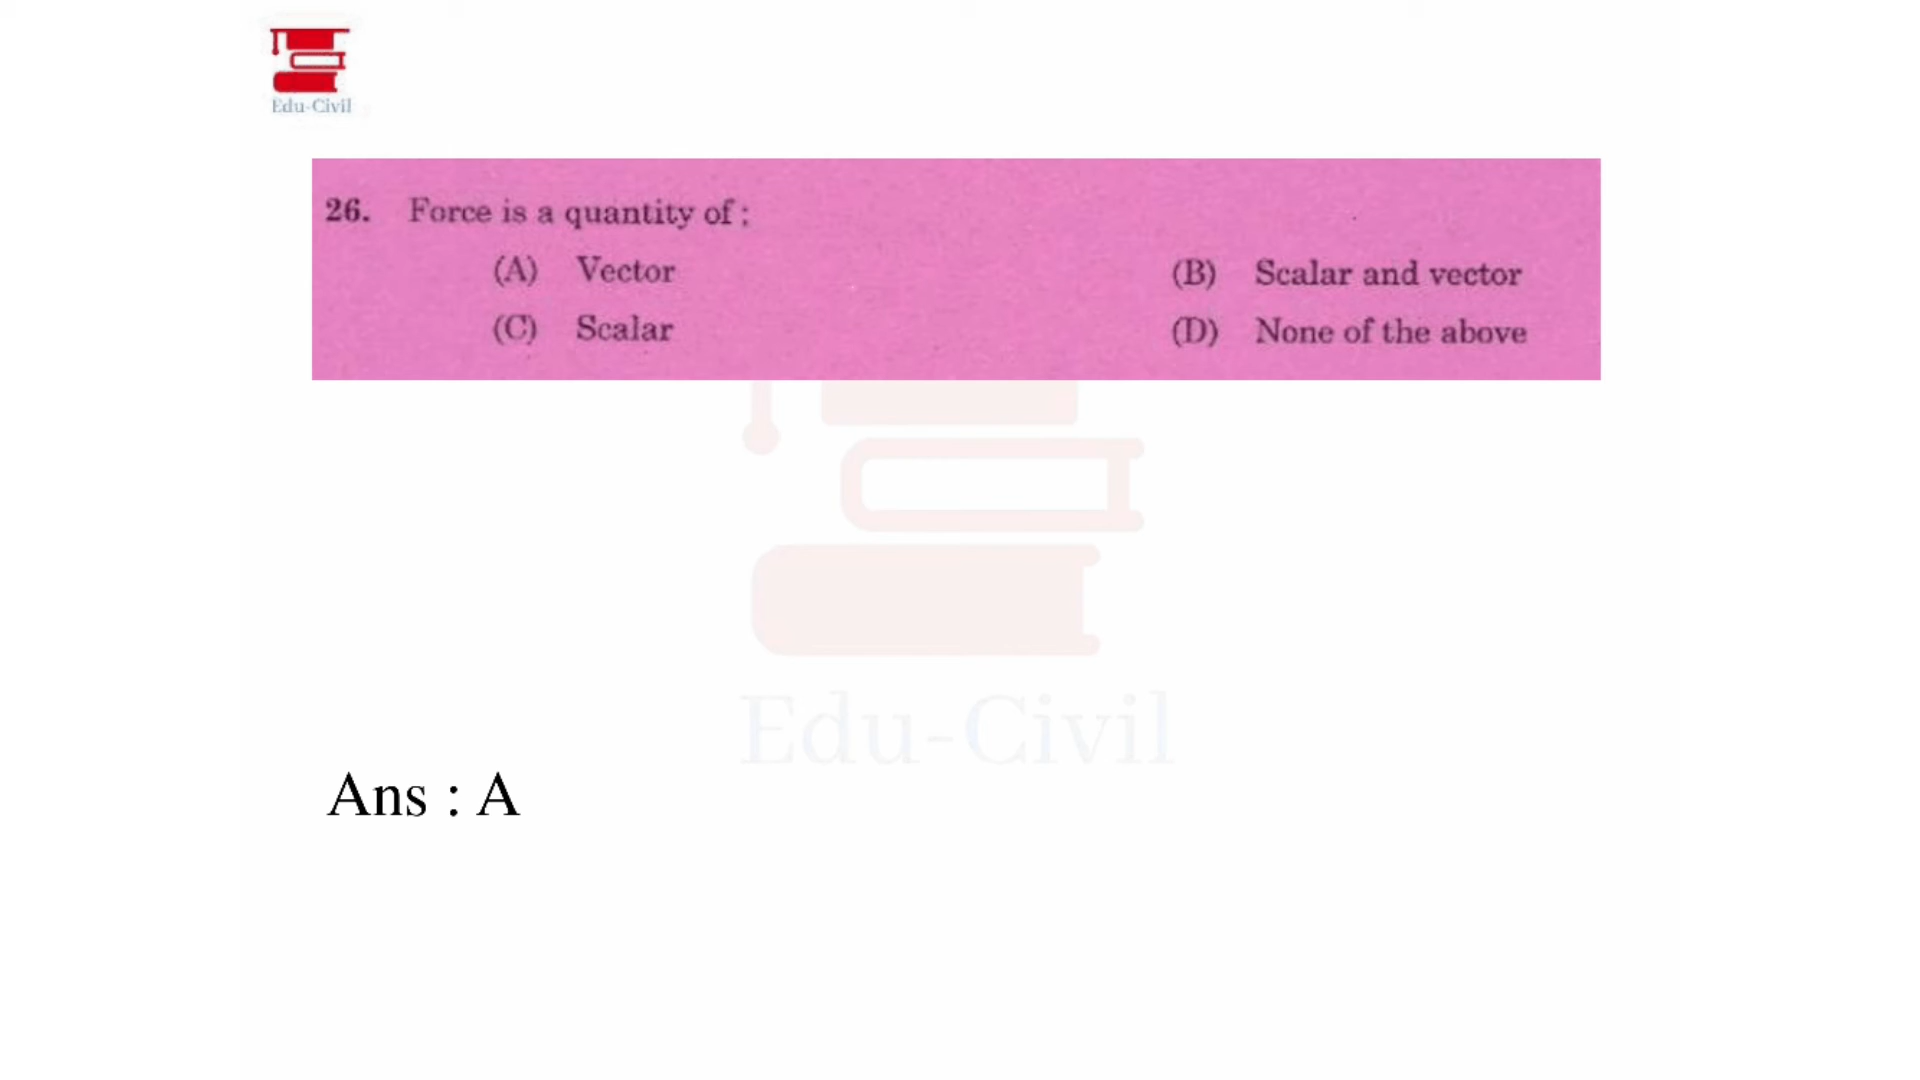 Edu-Civil
26. Force is a quantity of ;
(A) Vector (B) Scalar and vector
(C) Scalar (D) None of the above
Edu-Civil
Ans : A